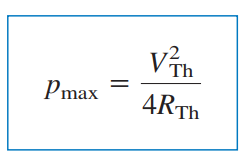 p_max = V_Th^2 / 4R_Th